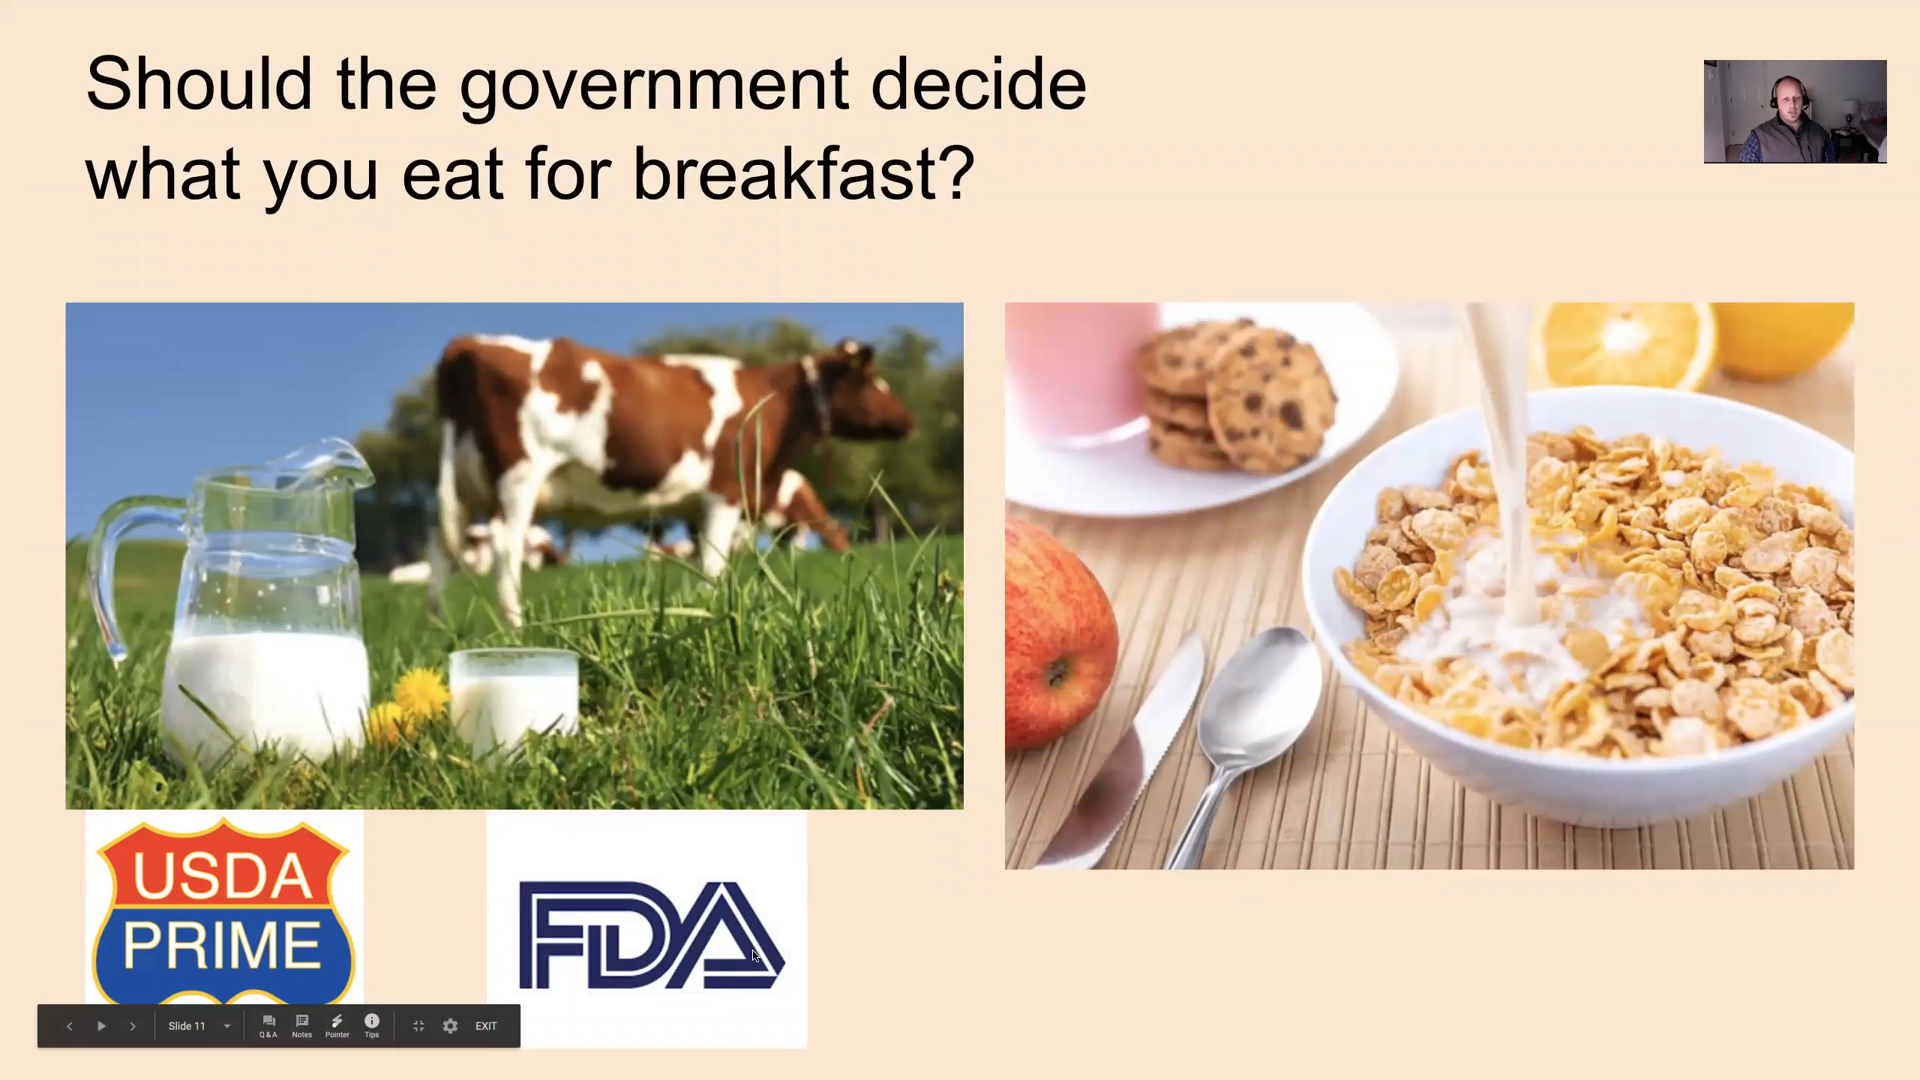 Should the government decide
what you eat for breakfast?
USDA
PRIME
FDA
Slide 11
Q&A
Notes
Pointer
Tips
EXIT